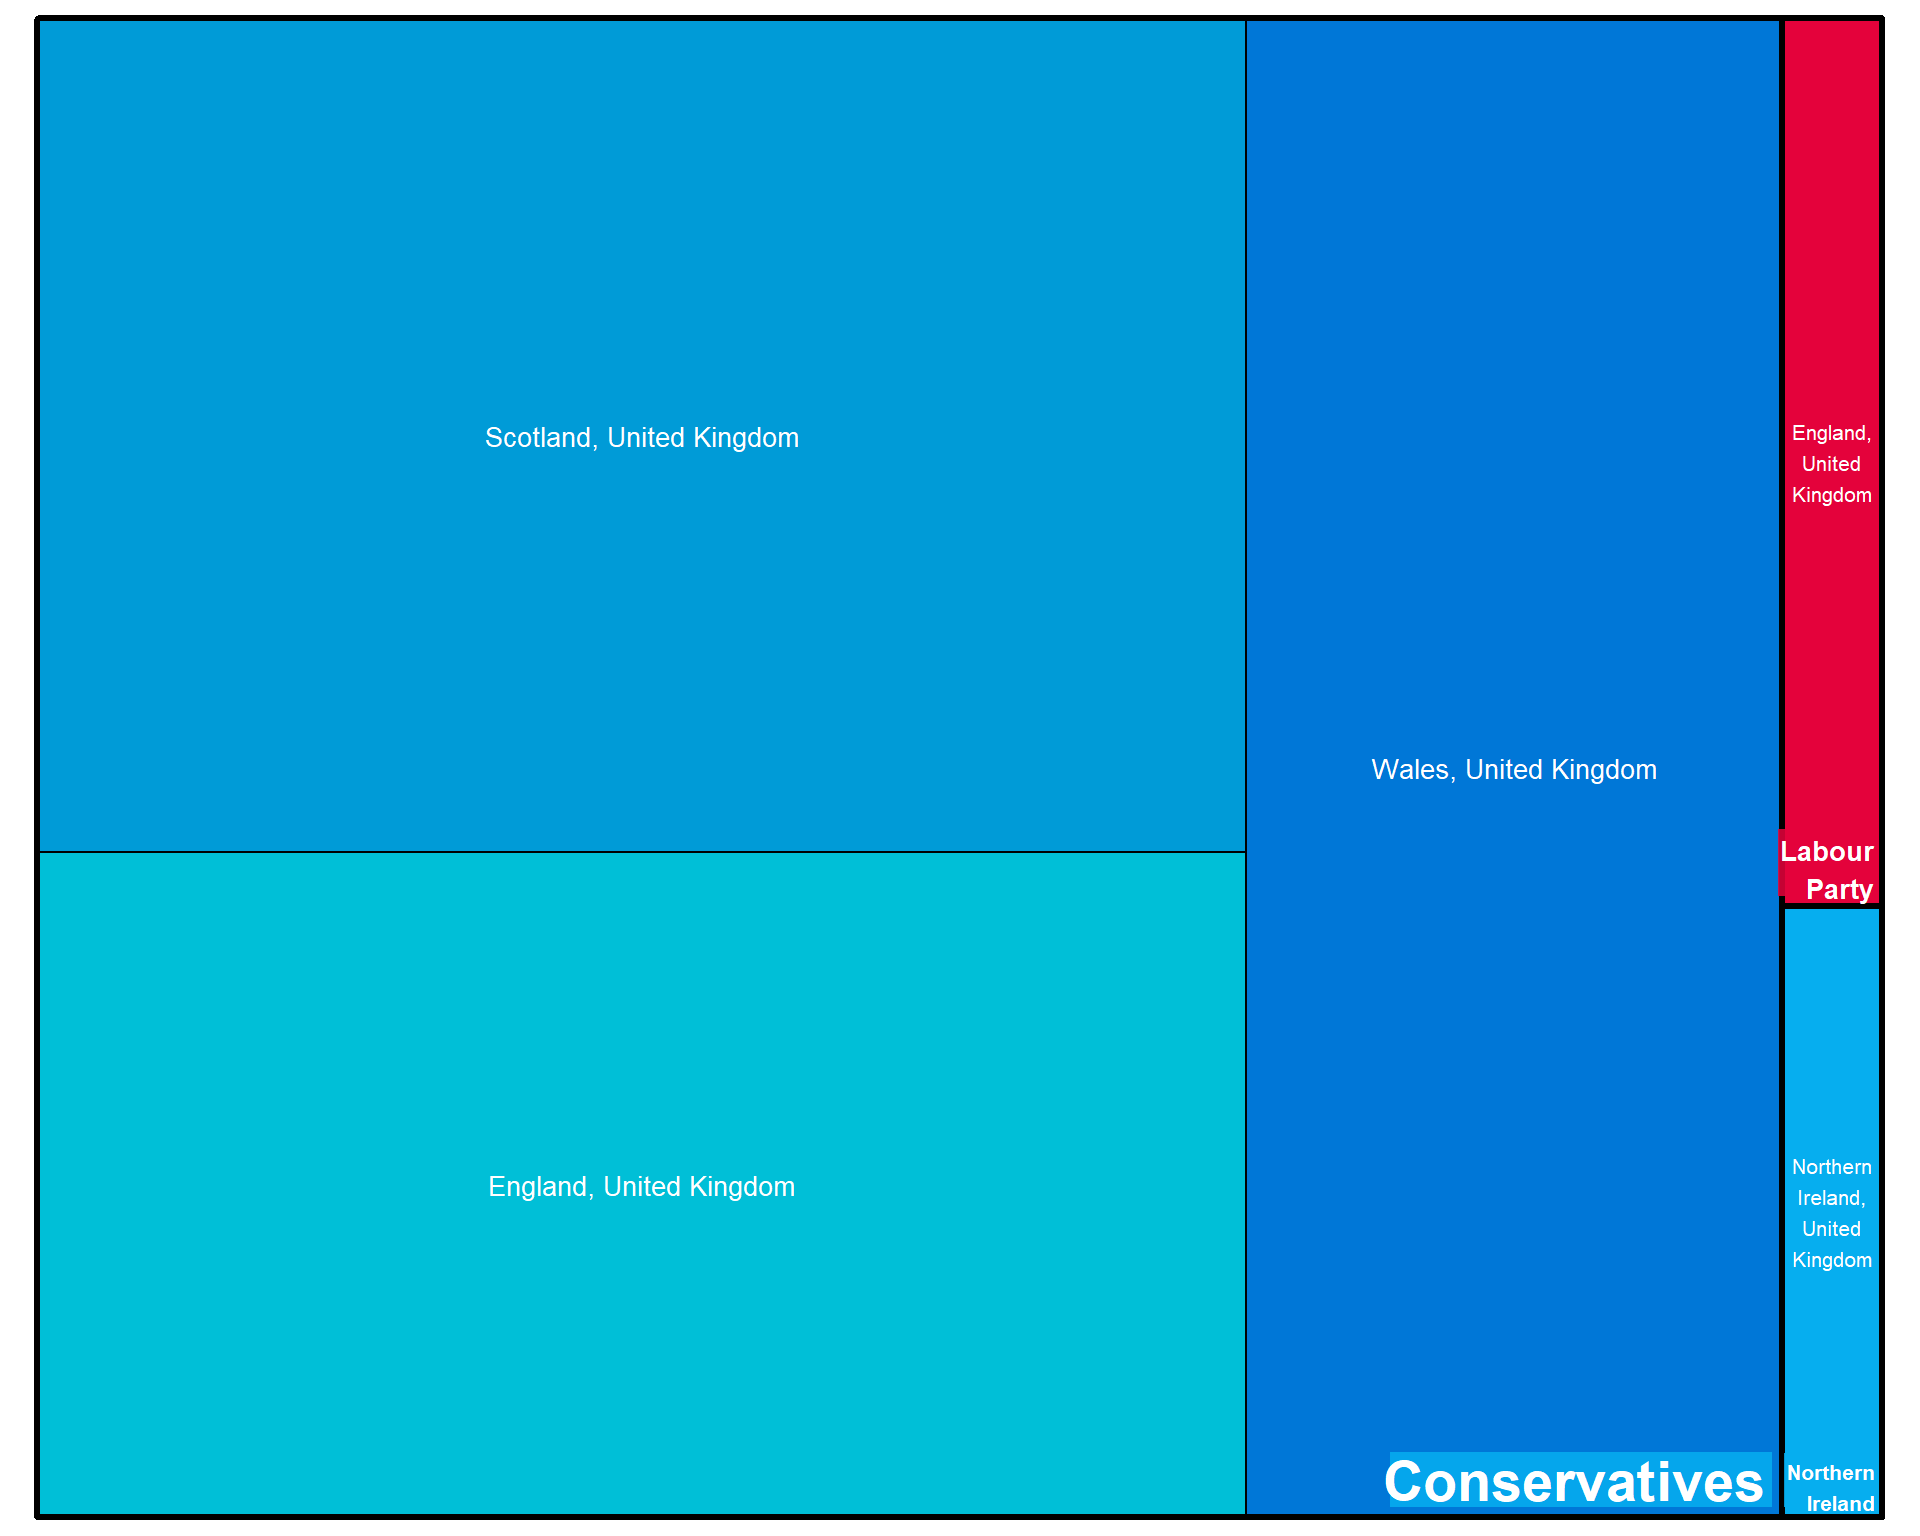 Scotland, United Kingdom
England, United Kingdom
Wales, United Kingdom
Conservatives
England,
United
Kingdom
Labour
Party
Northern
Ireland,
United
Kingdom
Northern
Ireland